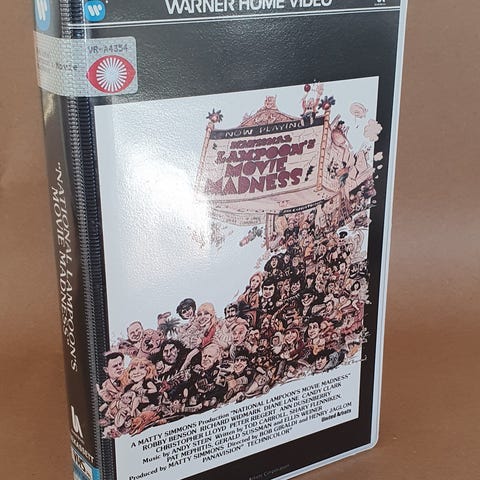 WARNER HOME VIDEO
VR-A4354
Movie
"NATIONAL LAMPOON'S
MOVIE MADNESS"
VHS
NOW PLAYING
NATIONAL
LAMPOON'S
MOVIE
MADNESS
A MATTY SIMMONS Production "NATIONAL LAMPOON'S MOVIE MADNESS"
ROBBY BENSON RICHARD WIDMARK DIANE LANE CANDY CLARK
CHRISTOPHER LLOYD PETER RIEGERT ANN DUSENBERRY
Music by ANDY STEIN Written by TOD CARROLL, SHARY FLENNIKEN,
PAT MEPHITIS, GERALD SUSSMAN and ELLIS WEINER
Produced by MATTY SIMMONS Directed by BOB GIRALDI and HENRY JAGLOM
PANAVISION® TECHNICOLOR®
United Artists